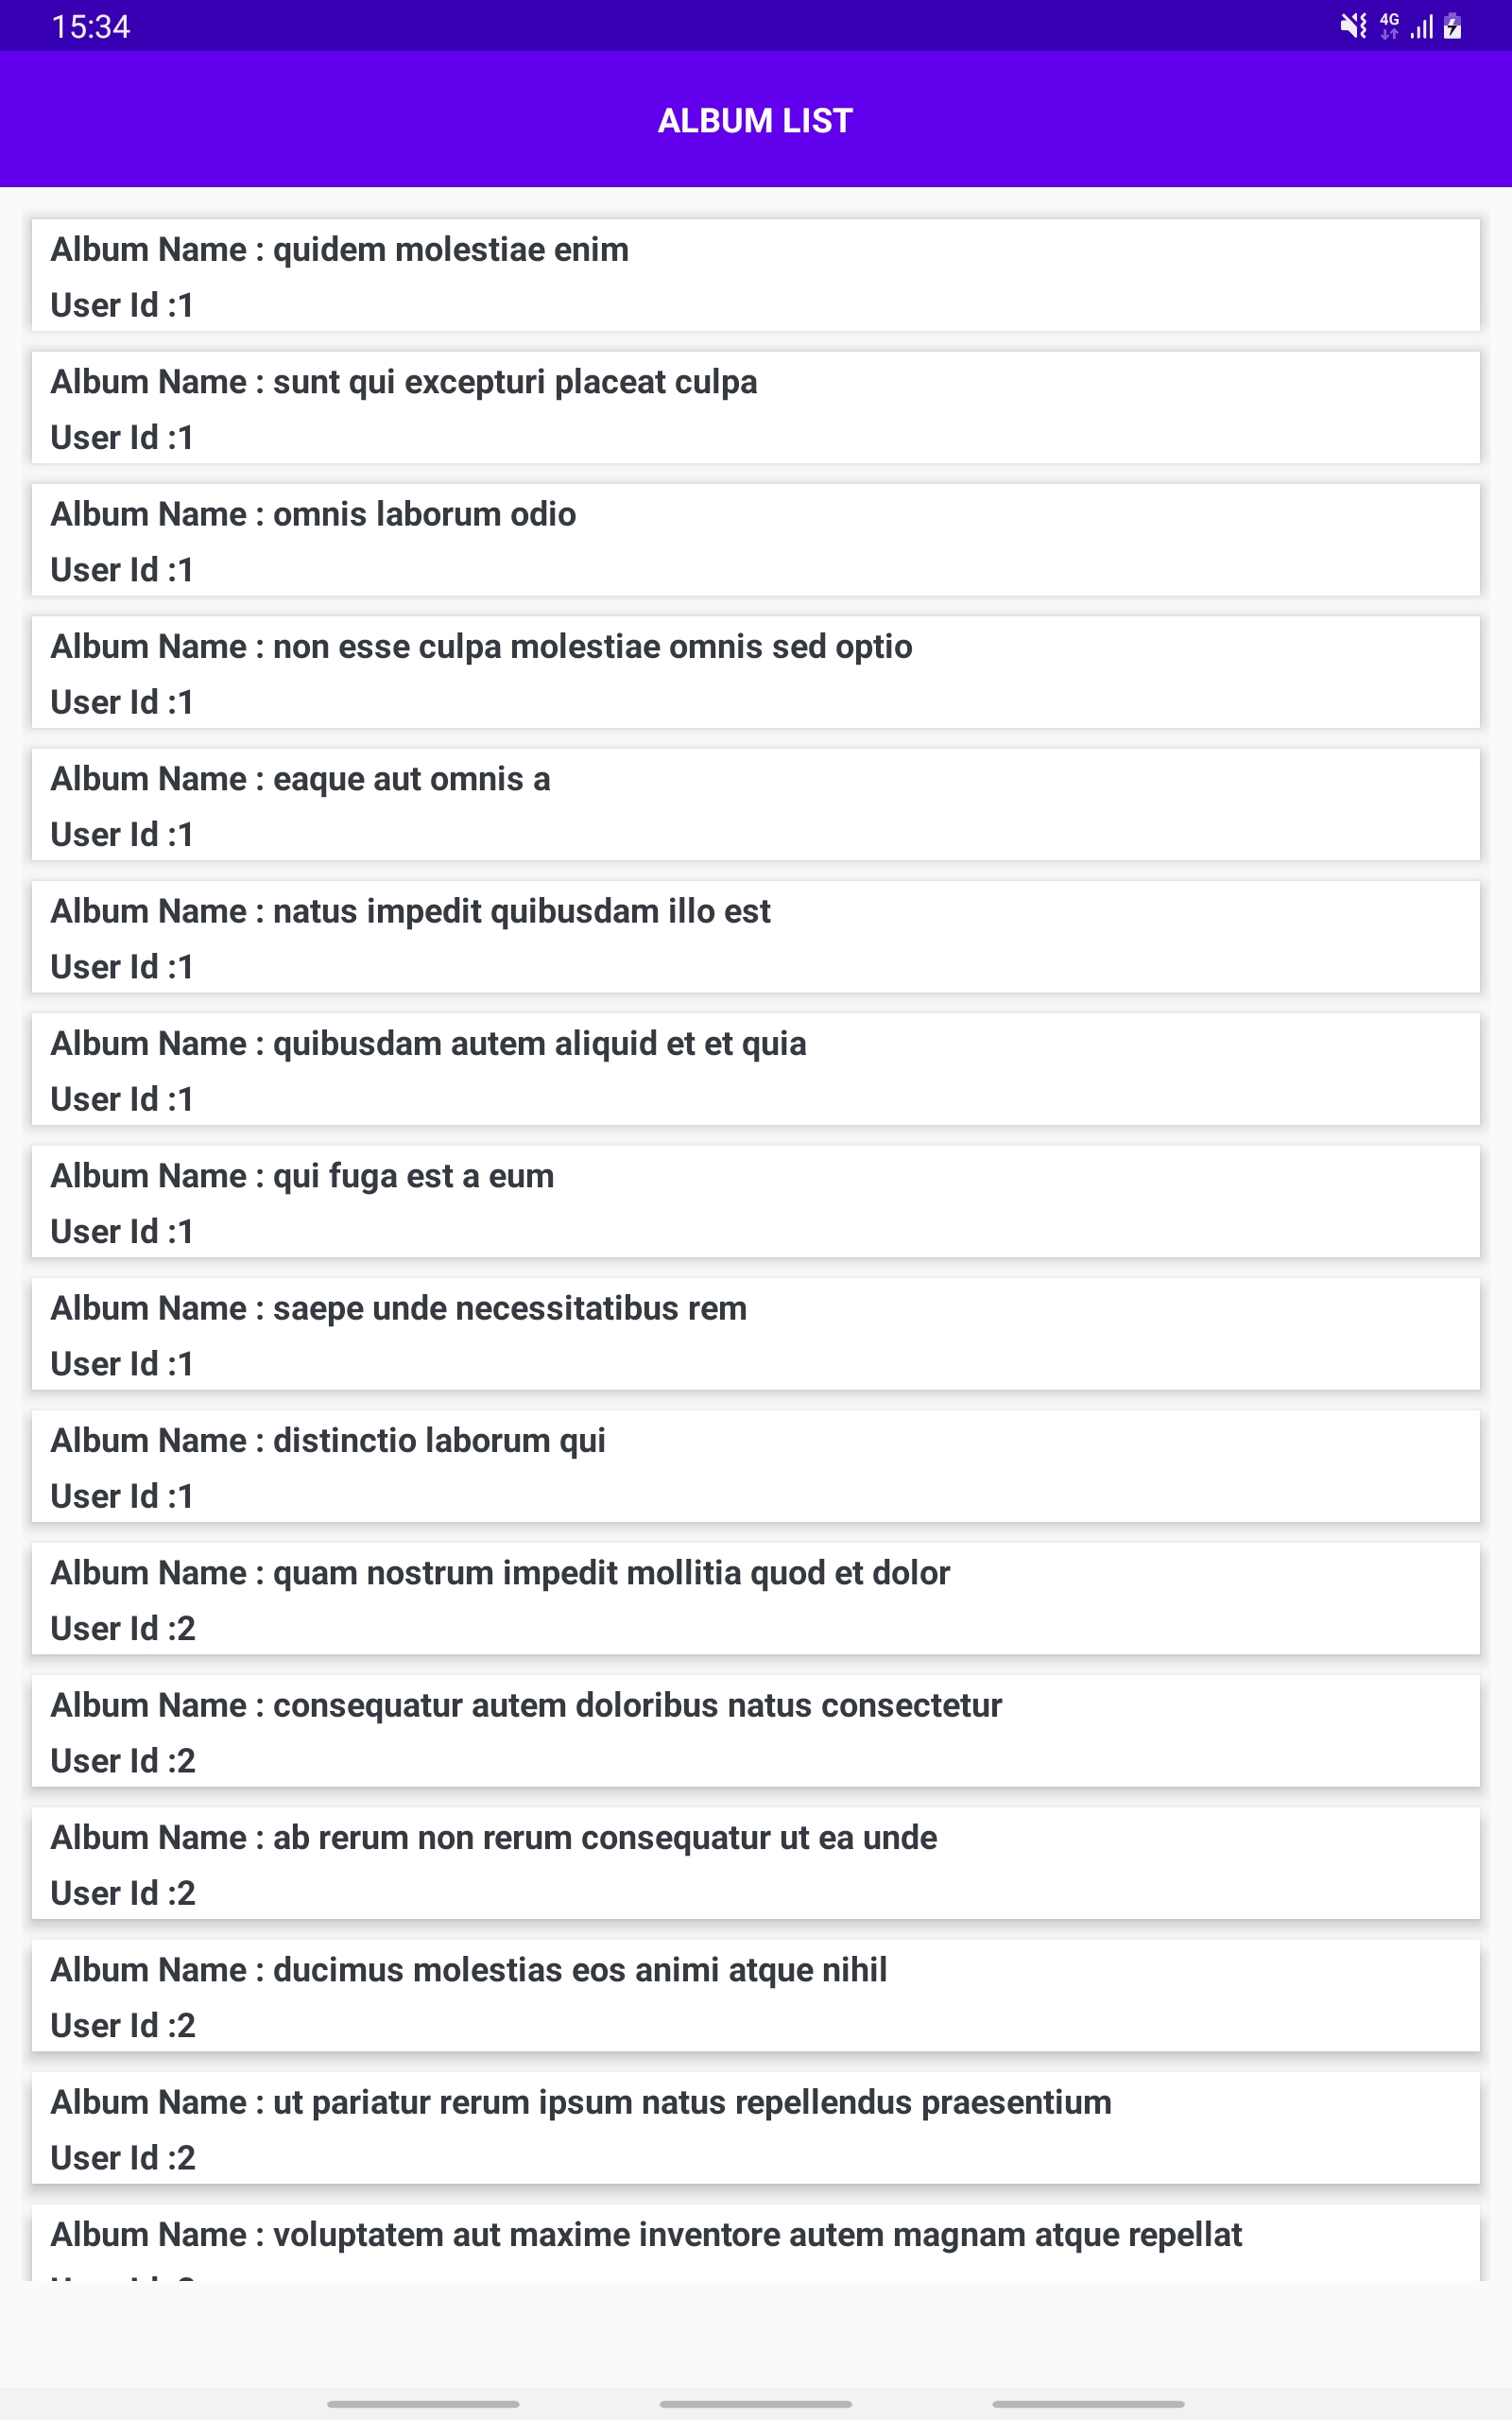 15:34
4G
ALBUM LIST
Album Name : quidem molestiae enim
User Id :1
Album Name : sunt qui excepturi placeat culpa
User Id :1
Album Name : omnis laborum odio
User Id :1
Album Name : non esse culpa molestiae omnis sed optio
User Id :1
Album Name : eaque aut omnis a
User Id :1
Album Name : natus impedit quibusdam illo est
User Id :1
Album Name : quibusdam autem aliquid et et quia
User Id :1
Album Name : qui fuga est a eum
User Id :1
Album Name : saepe unde necessitatibus rem
User Id :1
Album Name : distinctio laborum qui
User Id :1
Album Name : quam nostrum impedit mollitia quod et dolor
User Id :2
Album Name : consequatur autem doloribus natus consectetur
User Id :2
Album Name : ab rerum non rerum consequatur ut ea unde
User Id :2
Album Name : ducimus molestias eos animi atque nihil
User Id :2
Album Name : ut pariatur rerum ipsum natus repellendus praesentium
User Id :2
Album Name : voluptatem aut maxime inventore autem magnam atque repellat